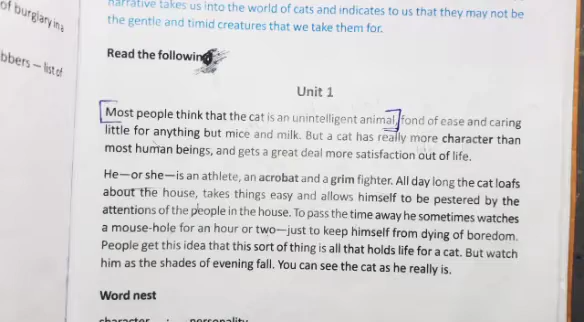 of burglary in a
bbers – list of
narrative takes us into the world of cats and indicates to us that they may not be
the gentle and timid creatures that we take them for.
Read the following
Unit 1
Most people think that the cat is an unintelligent animal, fond of ease and caring
little for anything but mice and milk. But a cat has really more character than
most human beings, and gets a great deal more satisfaction out of life.
He—or she—is an athlete, an acrobat and a grim fighter. All day long the cat loafs
about the house, takes things easy and allows himself to be pestered by the
attentions of the people in the house. To pass the time away he sometimes watches
a mouse-hole for an hour or two—just to keep himself from dying of boredom.
People get this idea that this sort of thing is all that holds life for a cat. But watch
him as the shades of evening fall. You can see the cat as he really is.
Word nest
character : personality